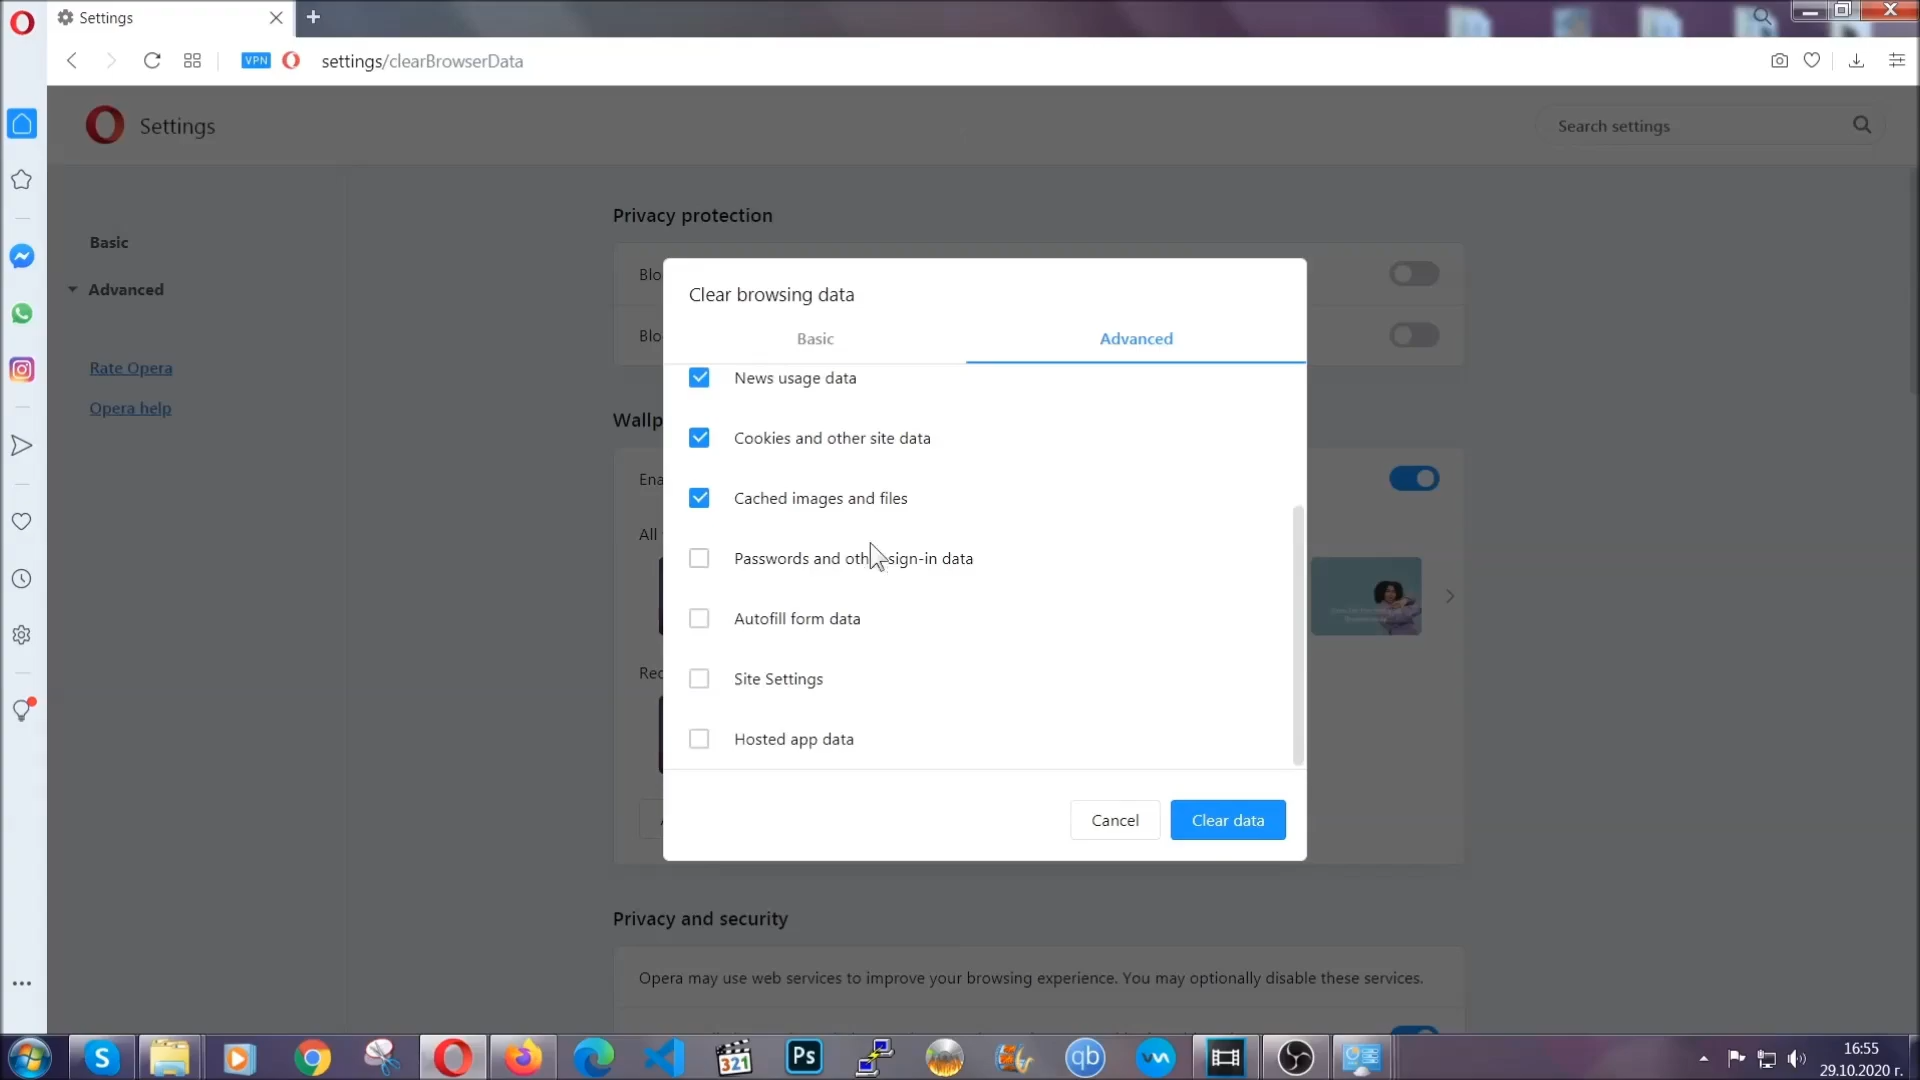 Settings
VPN
settings/clearBrowserData
Settings
Search settings
Basic
Advanced
Rate Opera
Opera help
Privacy protection
Blo
Blo
Wallp
Ena
All
Rec
Clear browsing data
Basic
Advanced
News usage data
Cookies and other site data
Cached images and files
Passwords and oth sign-in data
Autofill form data
Site Settings
Hosted app data
Cancel
Clear data
Privacy and security
Opera may use web services to improve your browsing experience. You may optionally disable these services.
S
321
Ps
qb
16:55
29.10.2020 г.